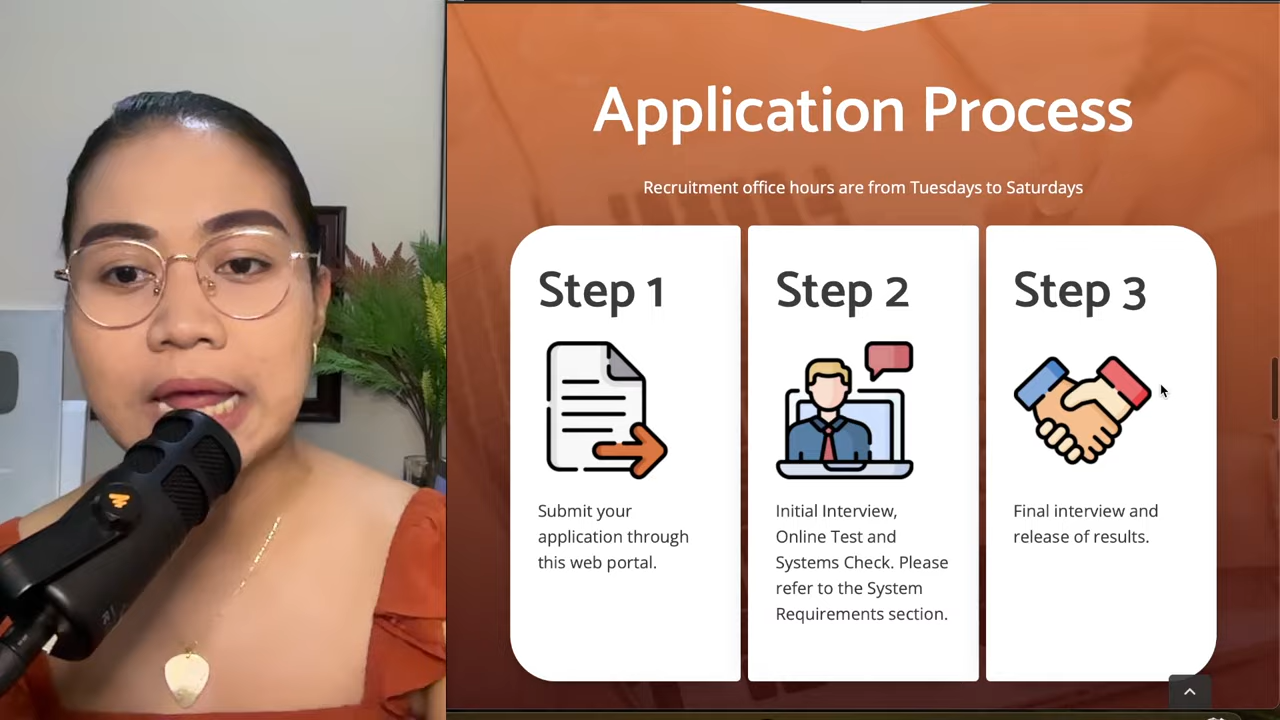 Application Process
Recruitment office hours are from Tuesdays to Saturdays
Step 1
Submit your
application through
this web portal.
Step 2
Initial Interview,
Online Test and
Systems Check. Please
refer to the System
Requirements section.
Step 3
Final interview and
release of results.